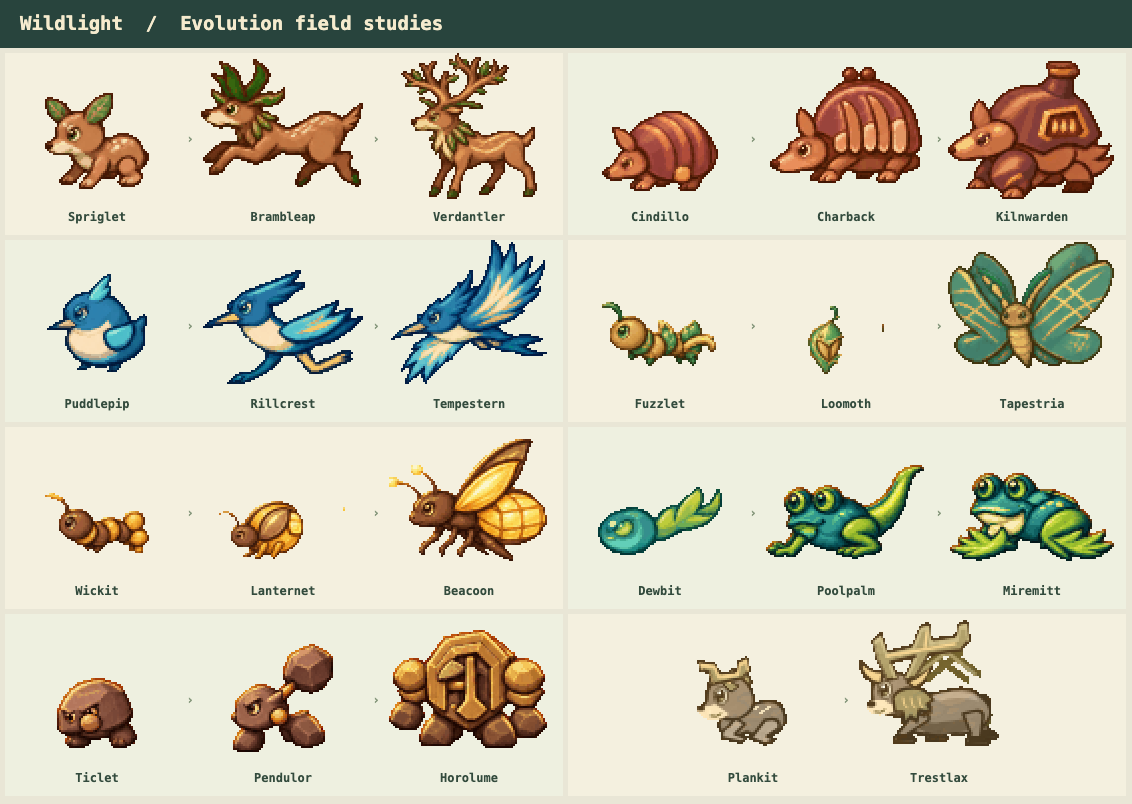 Wildlight / Evolution field studies
Spriglet › Brambleap › Verdantler
Cindillo › Charback › Kilnwarden
Puddlepip › Rillcrest › Tempestern
Fuzzlet › Loomoth › Tapestria
Wickit › Lanternet › Beacoon
Dewbit › Poolpalm › Miremitt
Ticlet › Pendulor › Horolume
Plankit › Trestlax